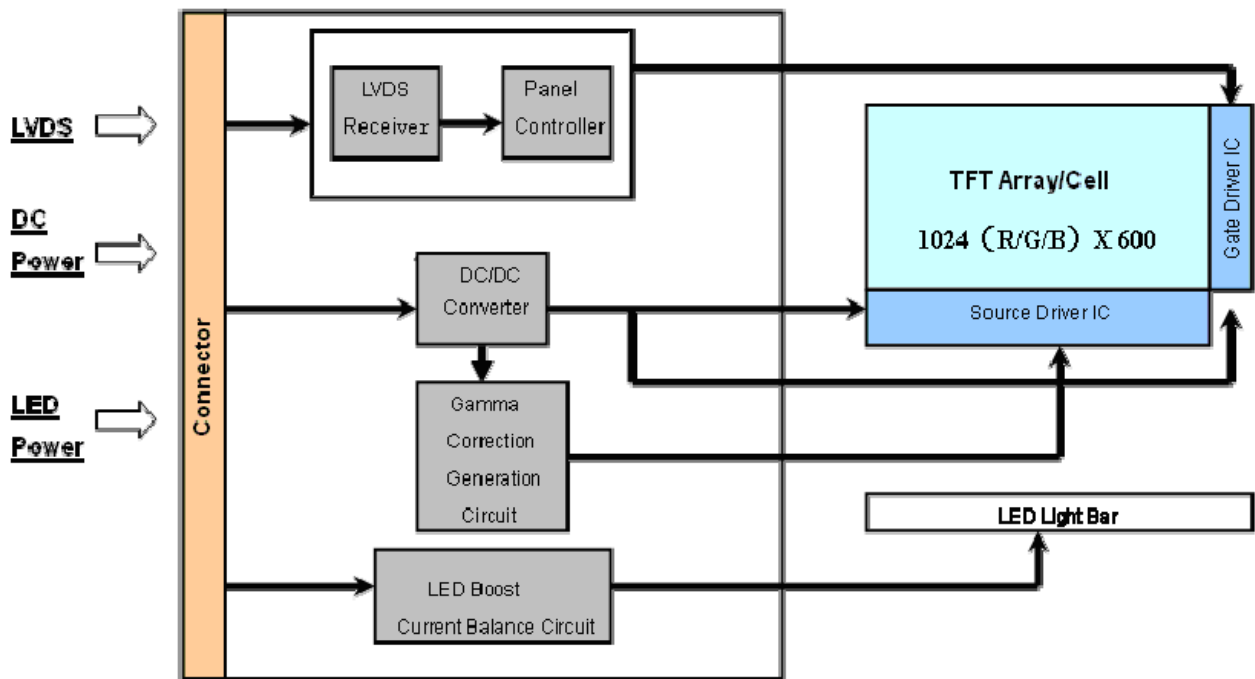 LVDS
DC
Power
LED
Power
Connector
LVDS
Receiver
Panel
Controller
DC/DC
Converter
Gamma
Correction
Generation
Circuit
LED Boost
Current Balance Circuit
TFT Array/Cell
1024（R/G/B）X 600
Gate Driver IC
Source Driver IC
LED Light Bar